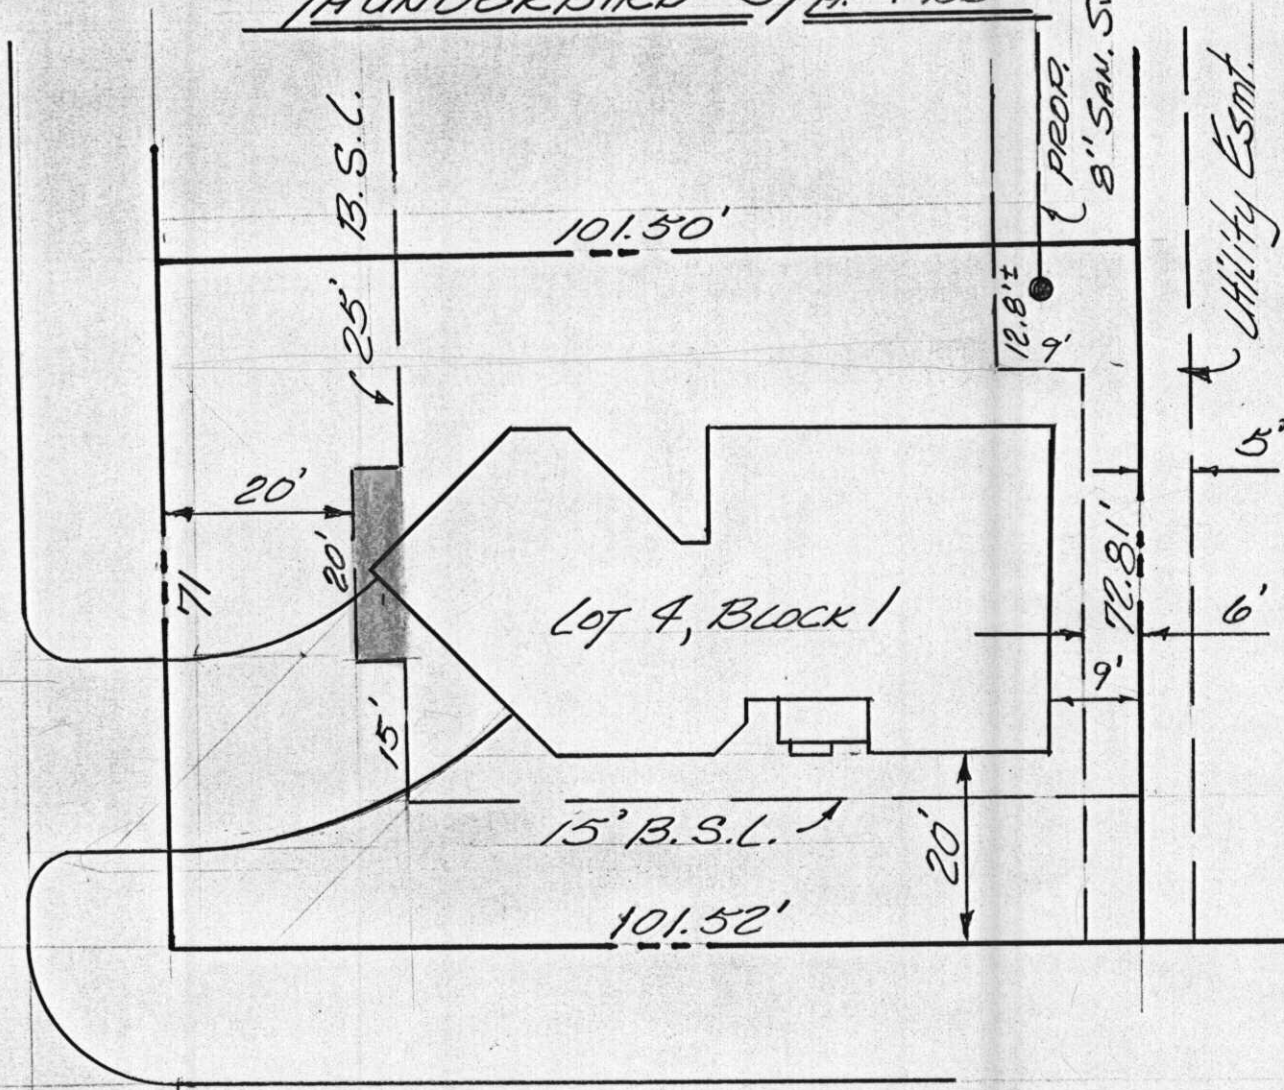 B.S.L.
PROP.
8" SAN.
Utility Esmt.
101.50'
25'
12.8'±
9'
5'
20'
20'
71
72.81'
LOT 4, BLOCK 1
6'
9'
15'
15' B.S.L.
20'
101.52'